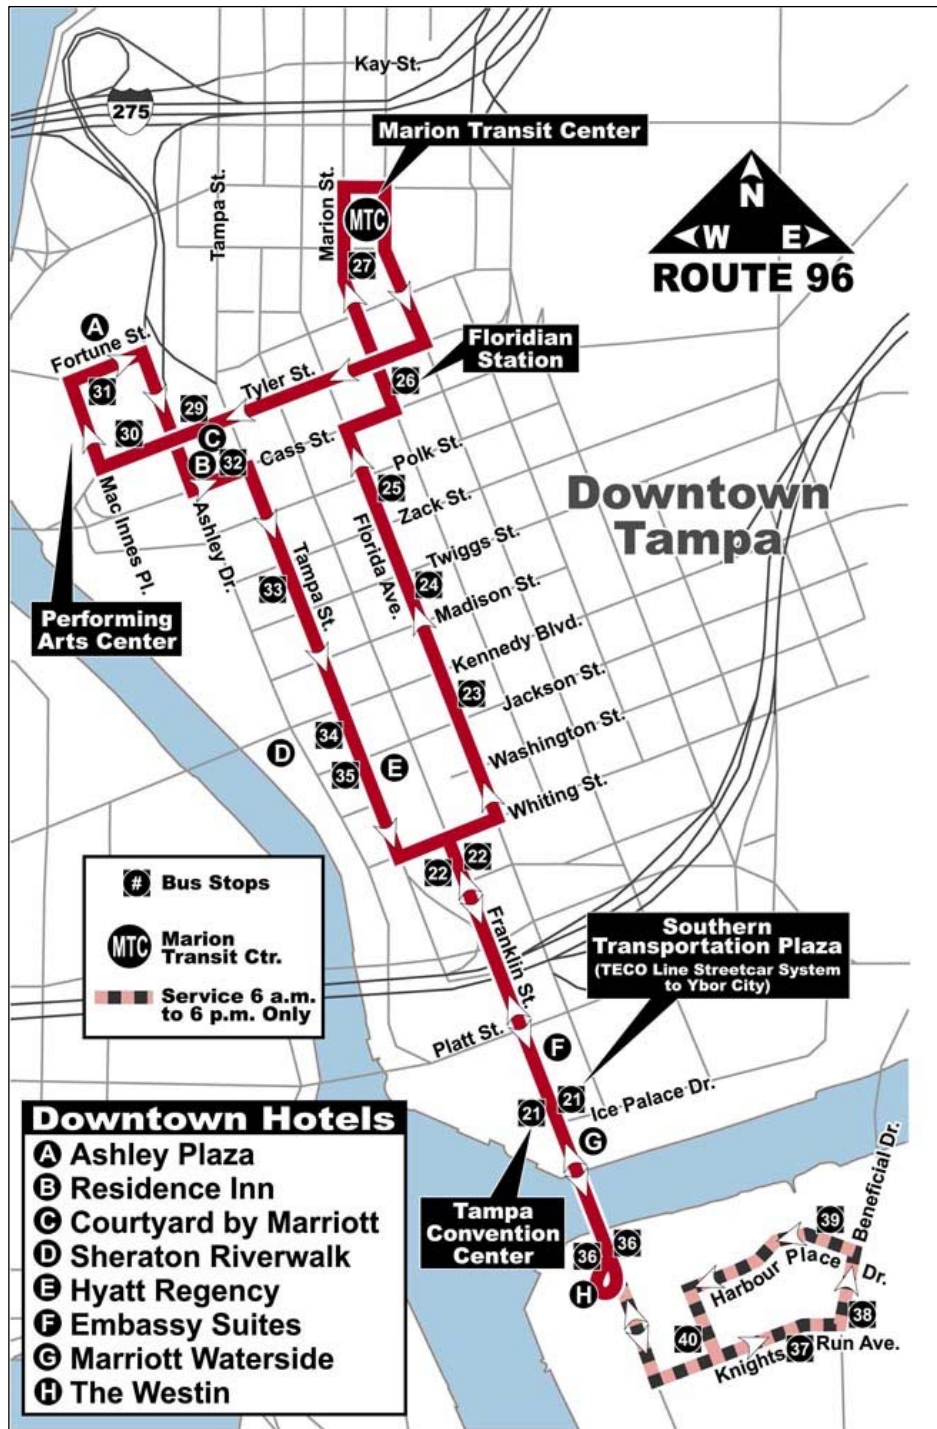 Kay St.
275
Marion Transit Center
Tampa St.
Marion St.
MTC
N
W E
ROUTE 96
27
A
Fortune St.
Floridian
Station
31
Tyler St.
26
29
30
C
B
32
Cass St.
Polk St.
Mac Innes Pl.
Ashley Dr.
25
Zack St.
Downtown
Tampa
Florida Ave.
Twiggs St.
33
Tampa St.
24
Madison St.
Performing
Arts Center
Kennedy Blvd.
23
Jackson St.
34
D
35
E
Washington St.
Whiting St.
22
22
# Bus Stops
MTC Marion
Transit Ctr.
Service 6 a.m.
to 6 p.m. Only
Franklin St.
Southern
Transportation Plaza
(TECO Line Streetcar System
to Ybor City)
Platt St.
F
21
21
Ice Palace Dr.
G
Downtown Hotels
A Ashley Plaza
B Residence Inn
C Courtyard by Marriott
D Sheraton Riverwalk
E Hyatt Regency
F Embassy Suites
G Marriott Waterside
H The Westin
Tampa
Convention
Center
Beneficial Dr.
36
36
H
39
Harbour Place Dr.
38
40
37
Knights Run Ave.